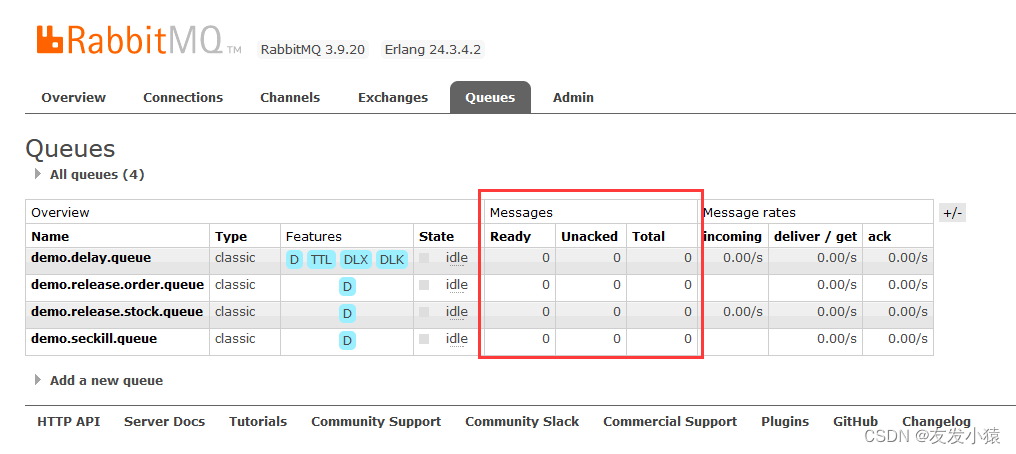 RabbitMQ TM RabbitMQ 3.9.20 Erlang 24.3.4.2
Overview Connections Channels Exchanges Queues Admin
Queues
All queues (4)
Overview Messages Message rates +/-
Name Type Features State Ready Unacked Total incoming deliver / get ack
demo.delay.queue classic D TTL DLX DLK idle 0 0 0 0.00/s 0.00/s 0.00/s
demo.release.order.queue classic D idle 0 0 0 0.00/s 0.00/s
demo.release.stock.queue classic D idle 0 0 0 0.00/s 0.00/s 0.00/s
demo.seckill.queue classic D idle 0 0 0 0.00/s 0.00/s
Add a new queue
HTTP API Server Docs Tutorials Community Support Community Slack Commercial Support Plugins GitHub Changelog
CSDN @友发小猿